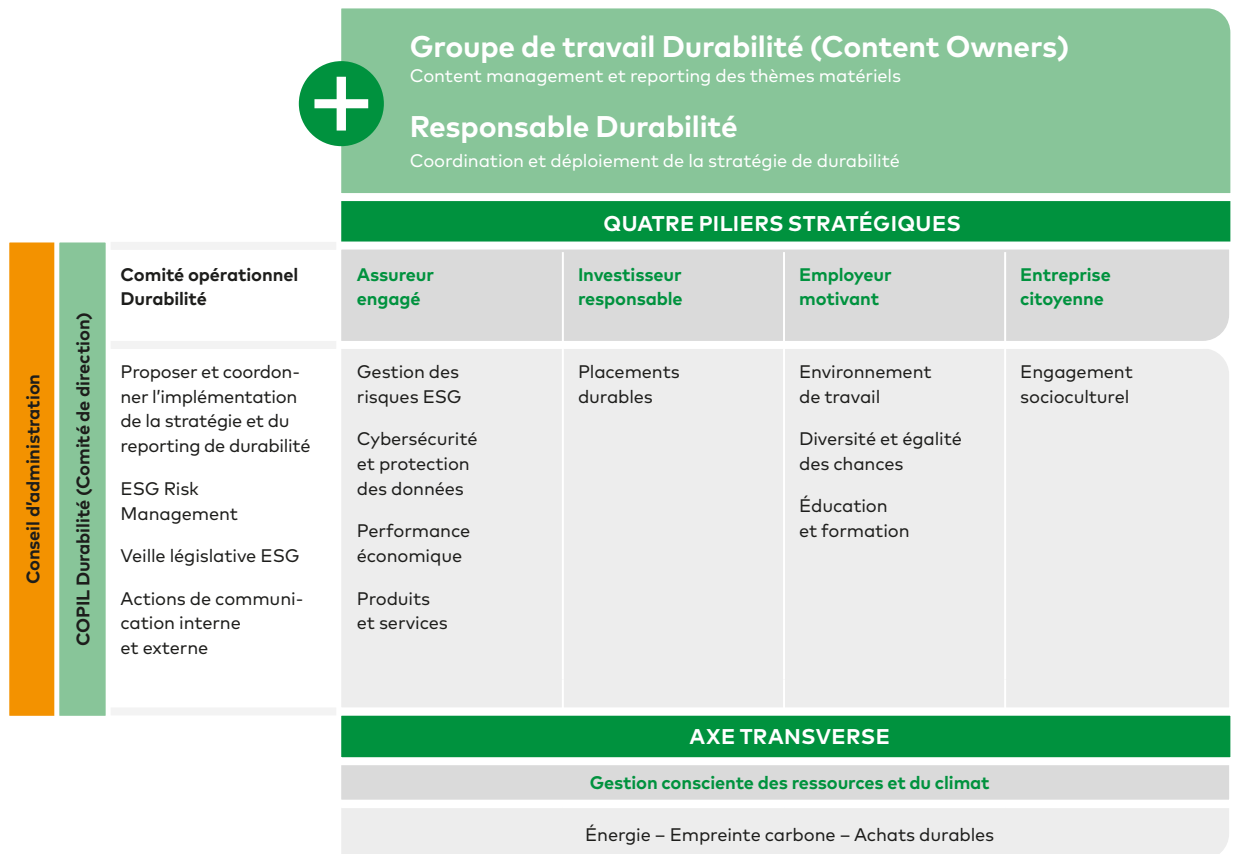 Groupe de travail Durabilité (Content Owners)
Content management et reporting des thèmes matériels
Responsable Durabilité
Coordination et déploiement de la stratégie de durabilité
QUATRE PILIERS STRATÉGIQUES
Conseil d'administration
COPIL Durabilité (Comité de direction)
Comité opérationnel
Durabilité
Proposer et coordon-
ner l'implémentation
de la stratégie et du
reporting de durabilité
ESG Risk
Management
Veille législative ESG
Actions de communi-
cation interne
et externe
Assureur
engagé
Gestion des
risques ESG
Cybersécurité
et protection
des données
Performance
économique
Produits
et services
Investisseur
responsable
Placements
durables
Employeur
motivant
Environnement
de travail
Diversité et égalité
des chances
Éducation
et formation
Entreprise
citoyenne
Engagement
socioculturel
AXE TRANSVERSE
Gestion consciente des ressources et du climat
Énergie – Empreinte carbone – Achats durables